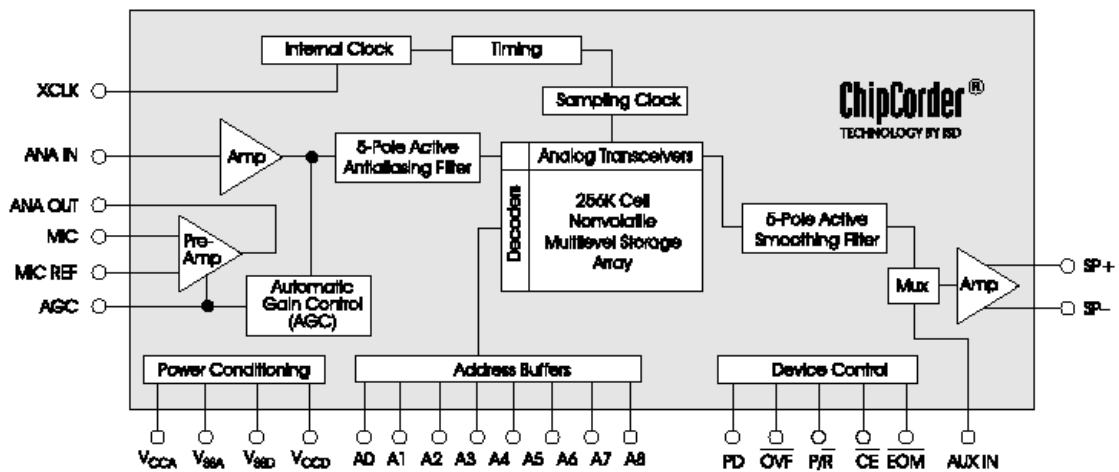 Internal Clock
Timing
XCLK
Sampling Clock
ChipCorder®
TECHNOLOGY BY ISD
ANA IN
Amp
5-Pole Active
Antialiasing Filter
Analog Transceivers
Decoders
256K Cell
Nonvolatile
Multilevel Storage
Array
ANA OUT
MIC
MIC REF
AGC
Pre-
Amp
Automatic
Gain Control
(AGC)
5-Pole Active
Smoothing Filter
Mux
Amp
SP+
SP–
Power Conditioning
Address Buffers
Device Control
VCCA VSSA VSSD VCCD A0 A1 A2 A3 A4 A5 A6 A7 A8 PD OVF P/R CE EOM AUX IN